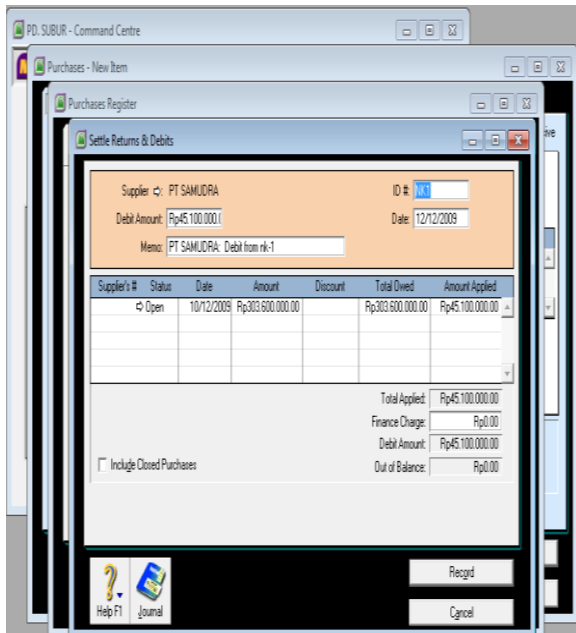 PD. SUBUR - Command Centre
Purchases - New Item
Purchases Register
Settle Returns & Debits
Supplier PT SAMUDRA
ID #: NK1
Debit Amount: Rp45.100.000.(
Date: 12/12/2009
Memo: PT SAMUDRA: Debit from nk-1
Supplier's # Status Date Amount Discount Total Owed Amount Applied
Open 10/12/2009 Rp303.600.000.00 Rp303.600.000.00 Rp45.100.000.00
Total Applied: Rp45.100.000.00
Finance Charge: Rp0.00
Debit Amount: Rp45.100.000.00
Include Closed Purchases
Out of Balance: Rp0.00
Help F1
Journal
Record
Cancel